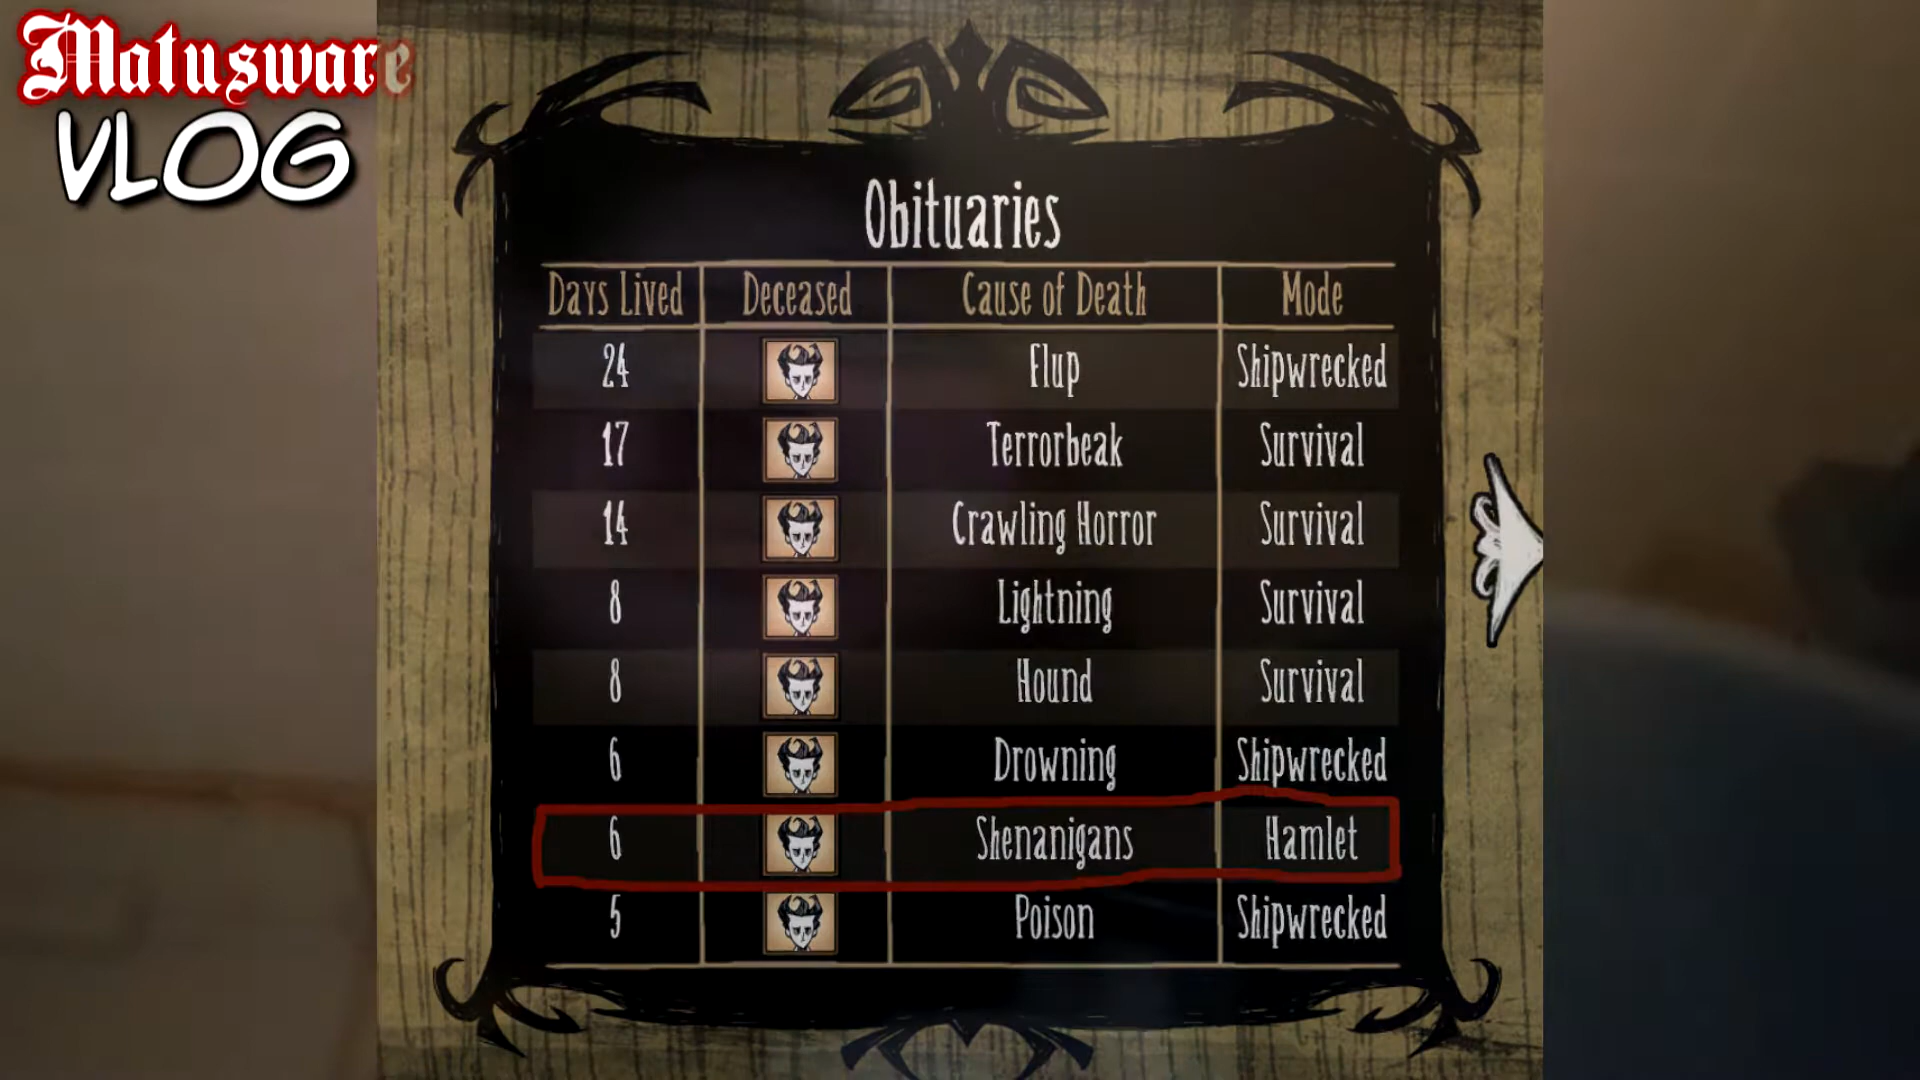 Matusware
VLOG
Obituaries
Days Lived Deceased Cause of Death Mode
24 Flup Shipwrecked
17 Terrorbeak Survival
14 Crawling Horror Survival
8 Lightning Survival
8 Hound Survival
6 Drowning Shipwrecked
6 Shenanigans Hamlet
5 Poison Shipwrecked